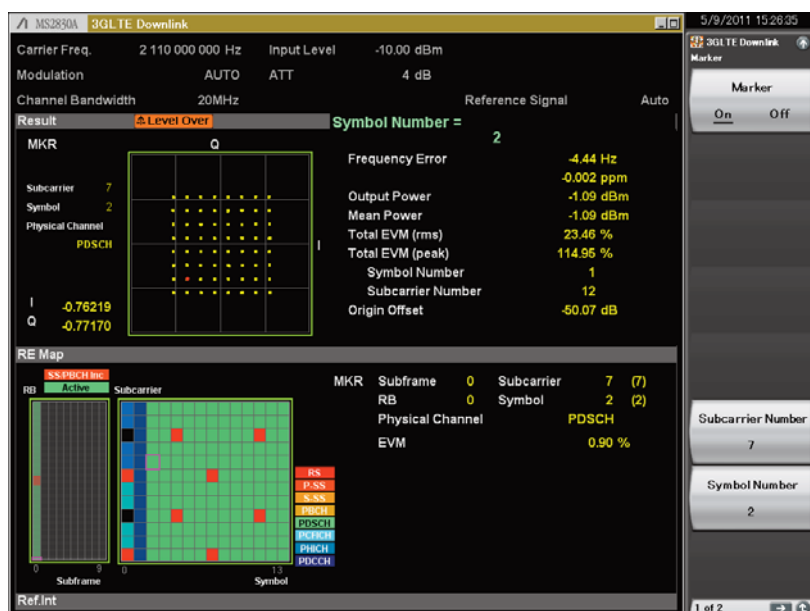 MS2830A 3GLTE Downlink
5/9/2011 15:26:35
Carrier Freq. 2 110 000 000 Hz Input Level -10.00 dBm
Modulation AUTO ATT 4 dB
Channel Bandwidth 20MHz Reference Signal Auto
Result Level Over
MKR Q
Subcarrier 7
Symbol 2
Physical Channel
PDSCH
I
I -0.76219
Q -0.77170
Symbol Number =
2
Frequency Error -4.44 Hz
-0.002 ppm
Output Power -1.09 dBm
Mean Power -1.09 dBm
Total EVM (rms) 23.46 %
Total EVM (peak) 114.95 %
Symbol Number 1
Subcarrier Number 12
Origin Offset -50.07 dB
RE Map
SS/PBCH Inc
RB Active Subcarrier
0 9
Subframe
0 13
Symbol
RS
P-SS
S-SS
PBCH
PDSCH
PCFICH
PHICH
PDCCH
MKR Subframe 0 Subcarrier 7 (7)
RB 0 Symbol 2 (2)
Physical Channel PDSCH
EVM 0.90 %
Ref.Int
3GLTE Downlink
Marker
Marker
On Off
Subcarrier Number
7
Symbol Number
2
1 of 2